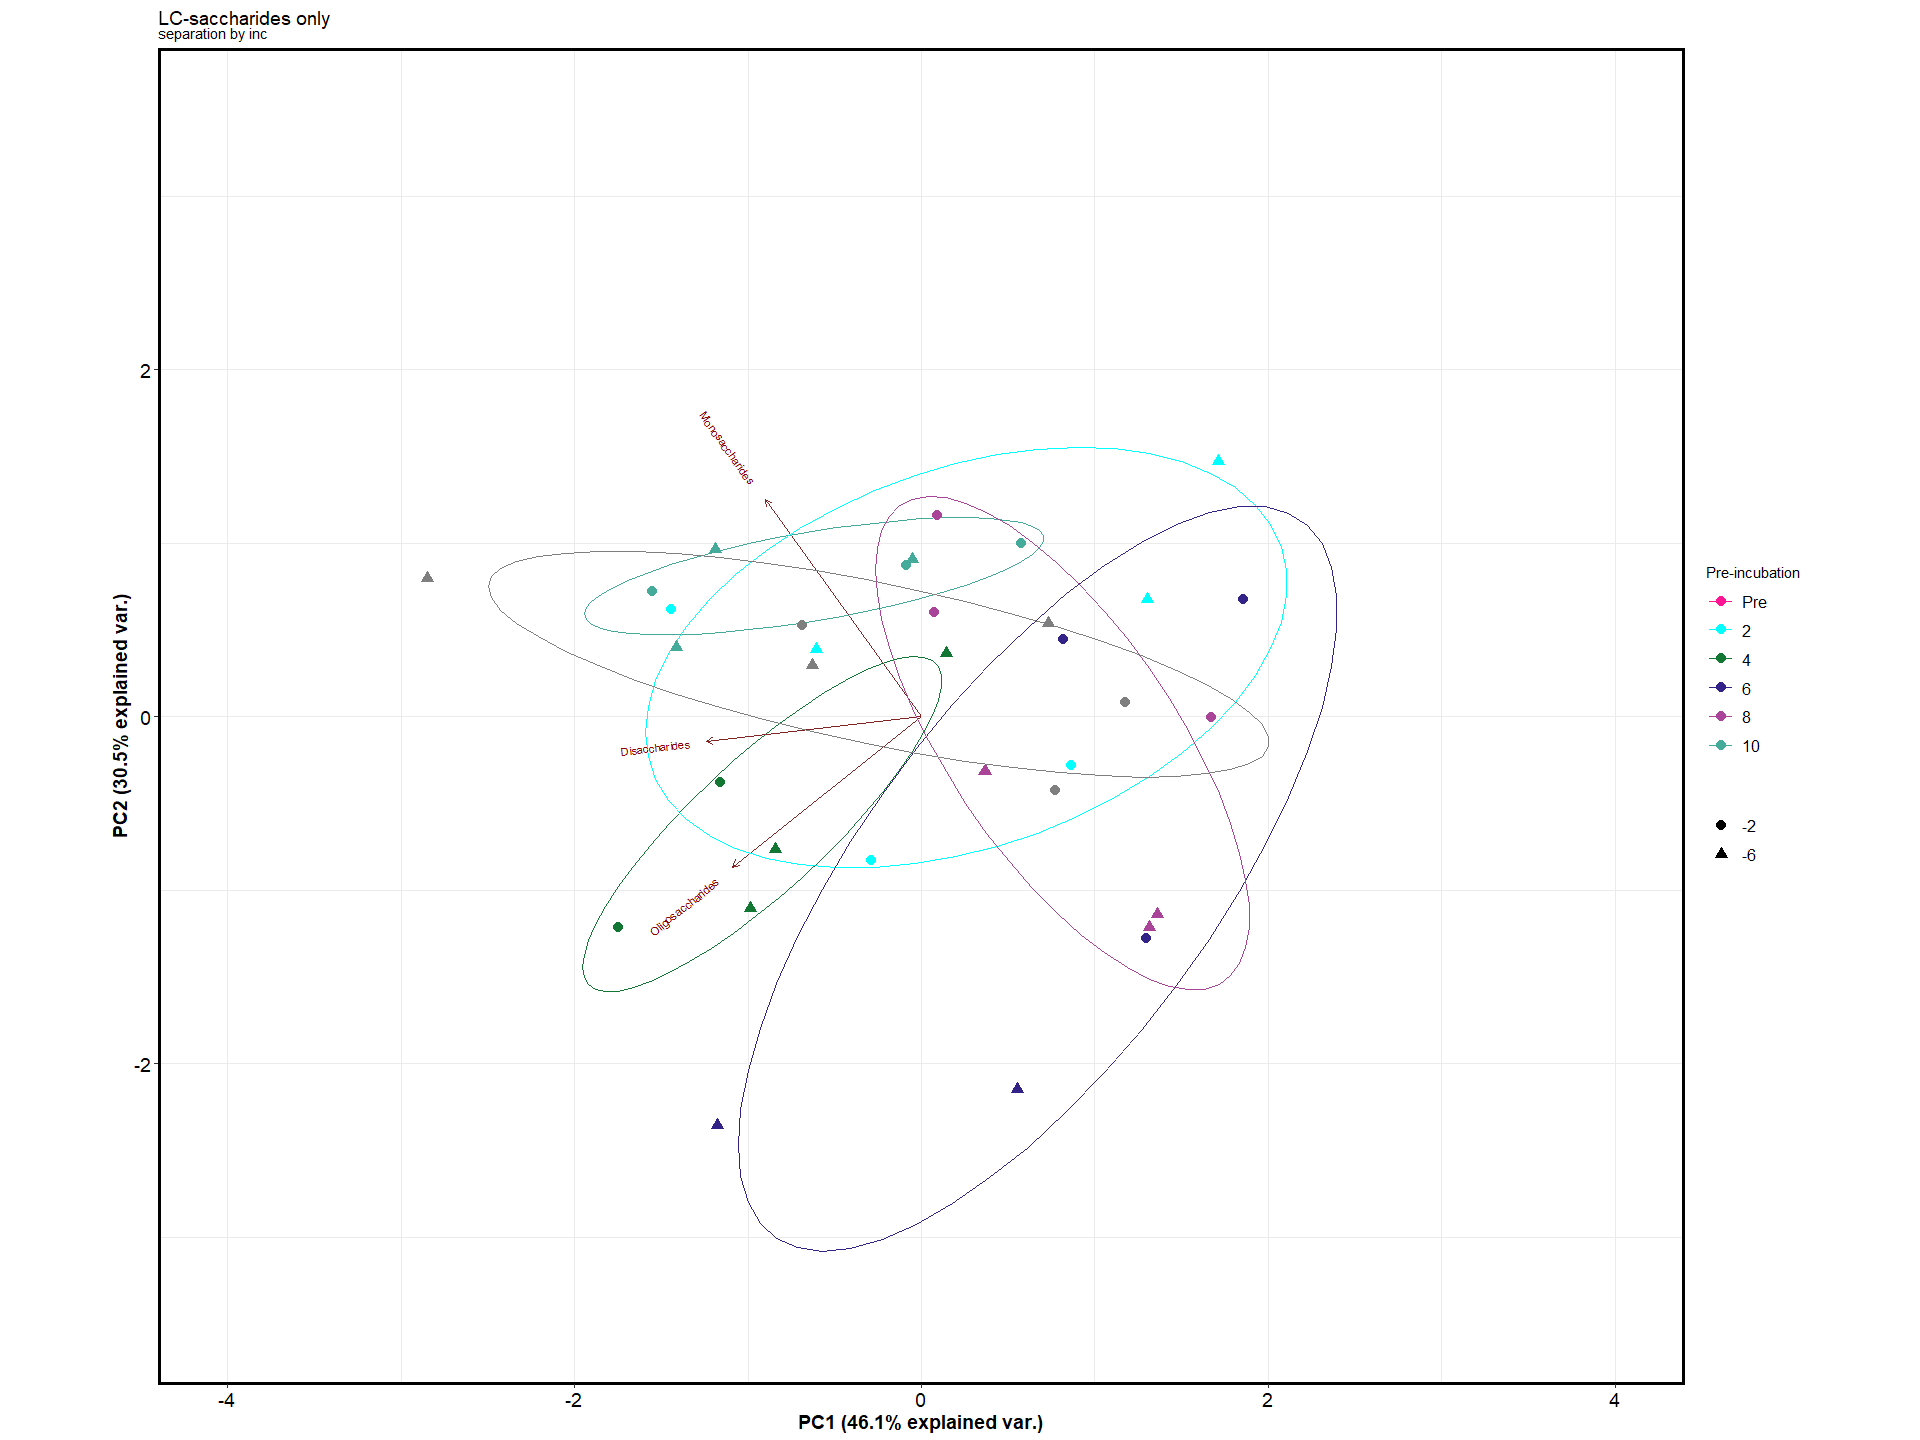 LC-saccharides only
separation by inc
PC2 (30.5% explained var.)
2
0
-2
Monosaccharides
Disaccharides
Oligosaccharides
-4
-2
0
2
4
PC1 (46.1% explained var.)
Pre-incubation
Pre
2
4
6
8
10
-2
-6